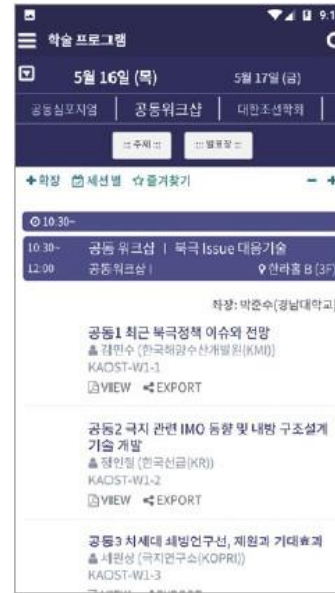 9:1
학술 프로그램
5월 16일 (목) 5월 17일 (금)
공동심포지엄 공동워크샵 대한조선학회
::: 주제 ::: ::: 발표장 :::
+확장 세션별 ☆즐겨찾기 - +
10:30~
10:30~ 공동 워크샵 | 북극 Issue 대응기술
12:00 공동워크샵 I 한라홀 B (3F)
좌장: 박준수(경남대학교)
공동1 최근 북극정책 이슈와 전망
김민수 (한국해양수산개발원(KMI))
KAOST-W1-1
VIEW EXPORT
공동2 극지 관련 IMO 동향 및 내빙 구조설계
기술 개발
(한국선급(KR))
KAOST-W1-2
VIEW EXPORT
공동3 차세대 쇄빙연구선, 제원과 기대효과
(극지연구소(KOPRI))
KAOST-W1-3